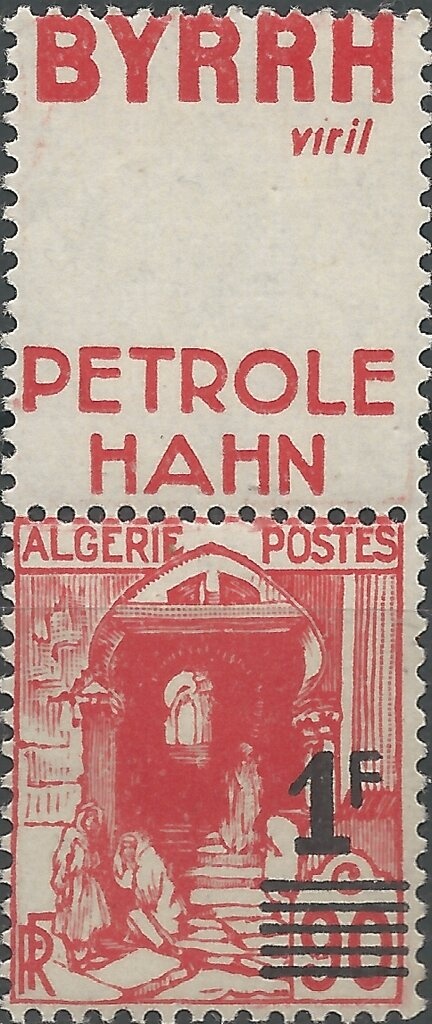 BYRRH
viril
PETROLE
HAHN
ALGERIE POSTES
1F
90
RF